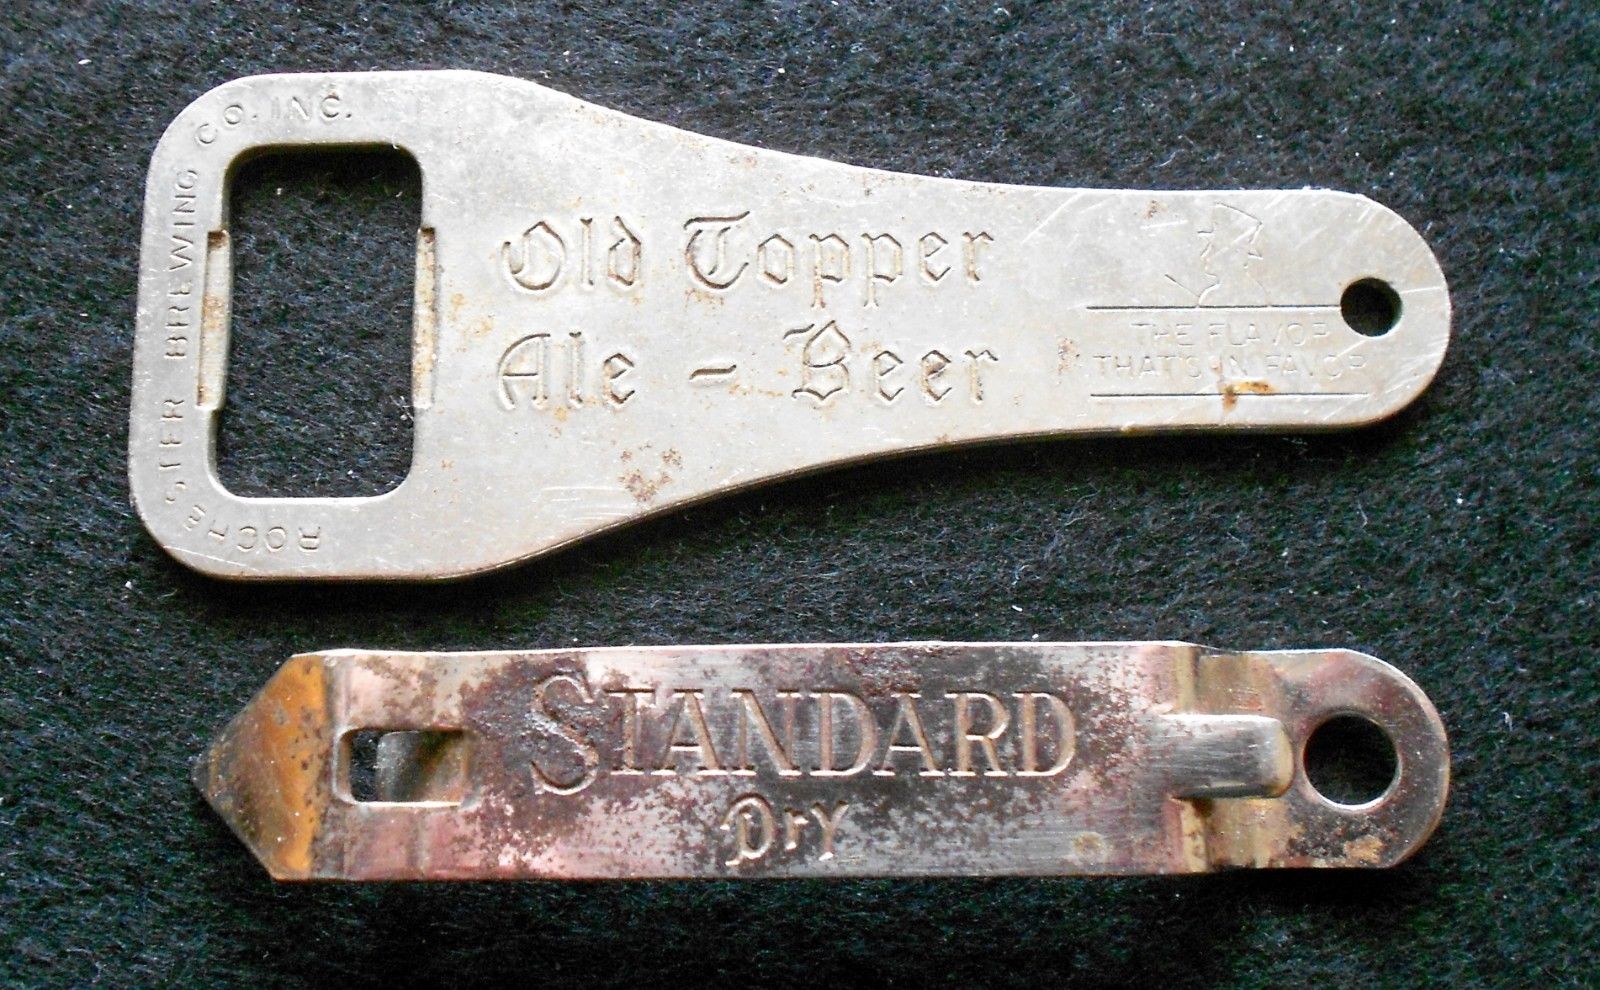 ROCHESTER BREWING CO. INC.
Old Topper
Ale - Beer
THE FLAVOR
THAT'S IN FAVOR
STANDARD
Dry